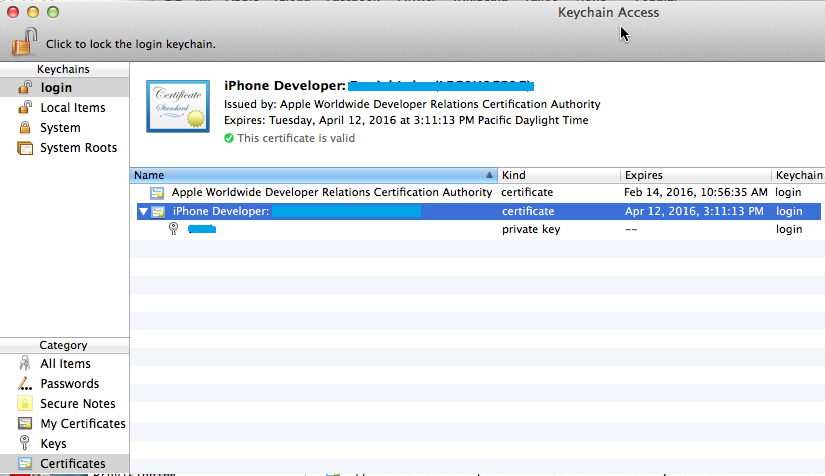 Keychain Access
Click to lock the login keychain.
Keychains
login
Local Items
System
System Roots
Certificate
Standard
iPhone Developer:
Issued by: Apple Worldwide Developer Relations Certification Authority
Expires: Tuesday, April 12, 2016 at 3:11:13 PM Pacific Daylight Time
This certificate is valid
Name Kind Expires Keychain
Apple Worldwide Developer Relations Certification Authority certificate Feb 14, 2016, 10:56:35 AM login
iPhone Developer: certificate Apr 12, 2016, 3:11:13 PM login
private key -- login
Category
All Items
Passwords
Secure Notes
My Certificates
Keys
Certificates